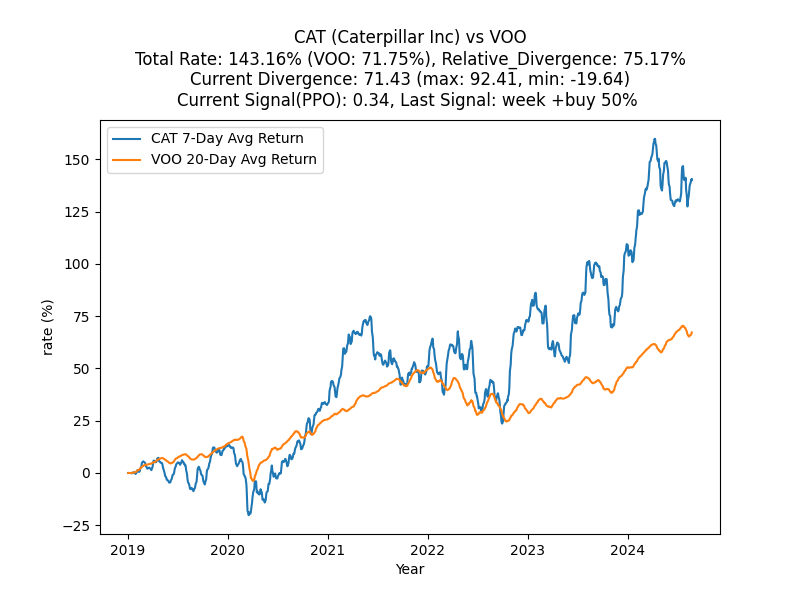 CAT (Caterpillar Inc) vs VOO
Total Rate: 143.16% (VOO: 71.75%), Relative_Divergence: 75.17%
Current Divergence: 71.43 (max: 92.41, min: -19.64)
Current Signal(PPO): 0.34, Last Signal: week +buy 50%
CAT 7-Day Avg Return
VOO 20-Day Avg Return
rate (%)
150
125
100
75
50
25
0
−25
2019 2020 2021 2022 2023 2024
Year